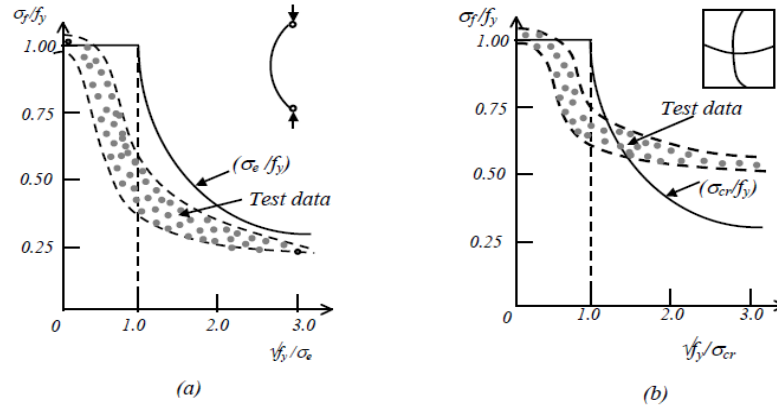 σf/fy
1.00
0.75
0.50
0.25
0
1.0
2.0
3.0
(σe/fy)
Test data
√fy/σe
(a)
σf/fy
1.00
0.75
0.50
0.25
0
1.0
2.0
3.0
Test data
(σcr/fy)
√fy/σcr
(b)